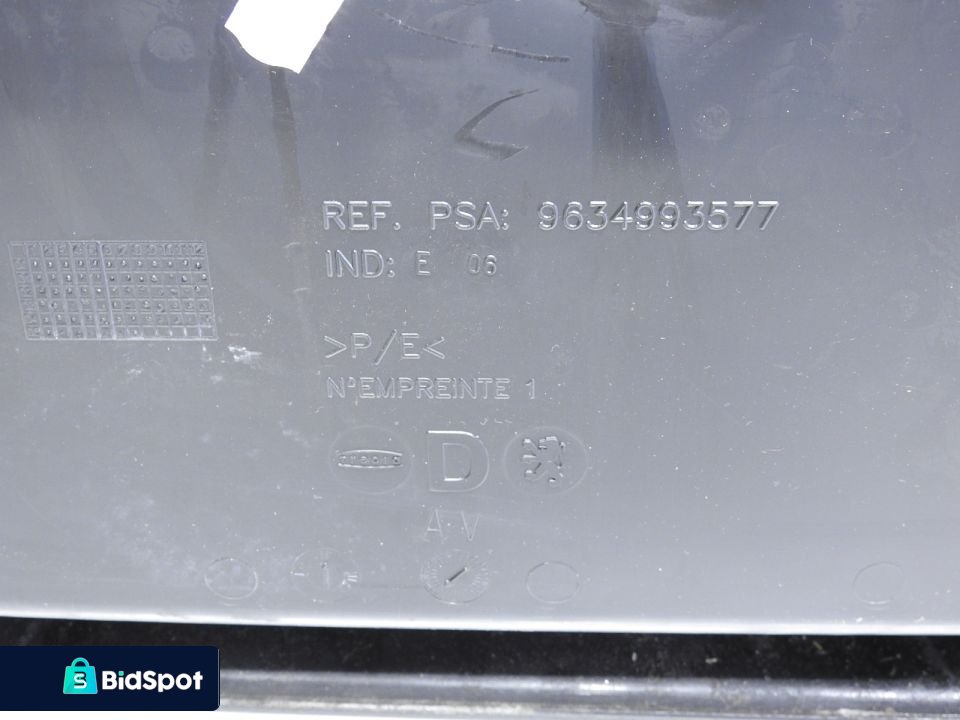 REF. PSA: 9634993577
IND: E 06
>P/E<
N°EMPREINTE 1
D
AV
BidSpot